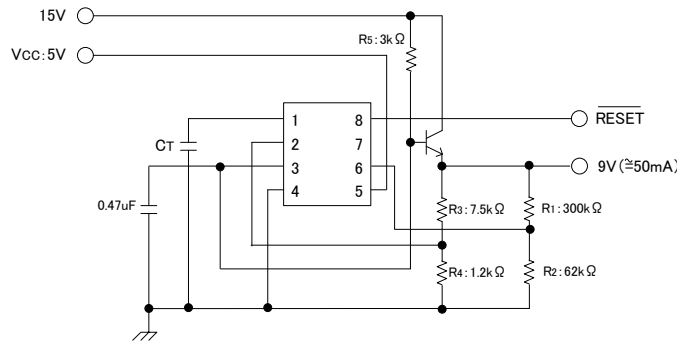 15V
R5:3kΩ
VCC:5V
1 8
2 7
3 6
4 5
CT
0.47uF
RESET
9V(≅50mA)
R3:7.5kΩ
R1:300kΩ
R4:1.2kΩ
R2:62kΩ